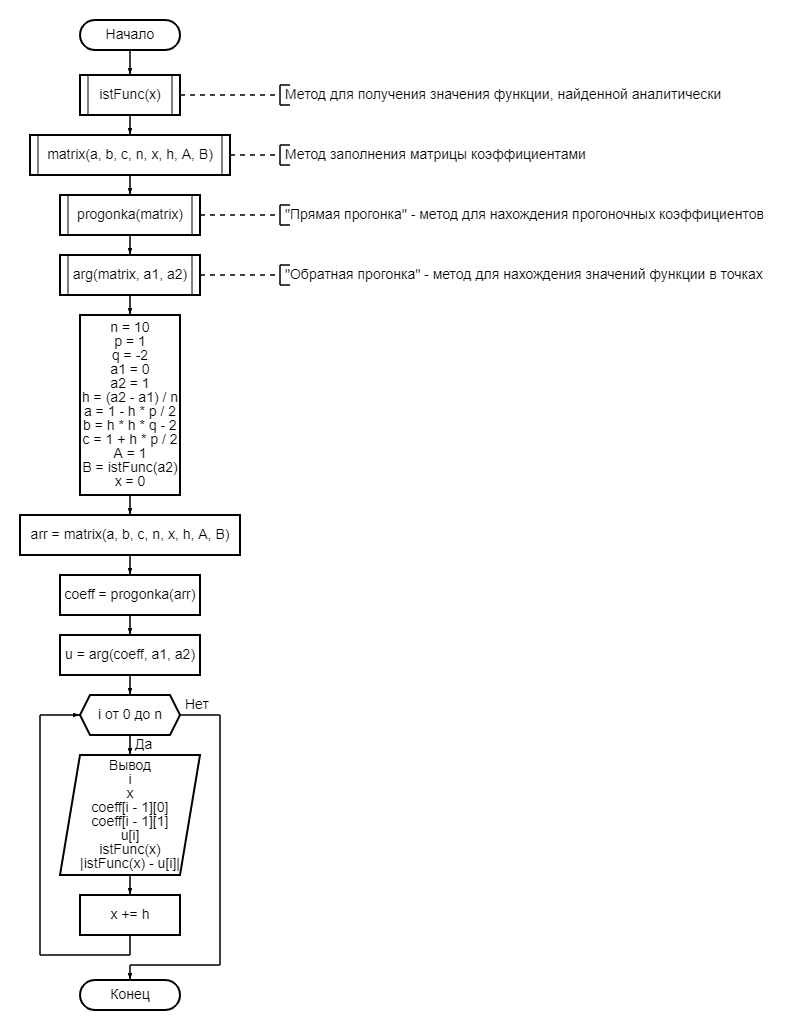 Начало
istFunc(x)
Метод для получения значения функции, найденной аналитически
matrix(a, b, c, n, x, h, A, B)
Метод заполнения матрицы коэффициентами
progonka(matrix)
"Прямая прогонка" - метод для нахождения прогоночных коэффициентов
arg(matrix, a1, a2)
"Обратная прогонка" - метод для нахождения значений функции в точках
n = 10
p = 1
q = -2
a1 = 0
a2 = 1
h = (a2 - a1) / n
a = 1 - h * p / 2
b = h * h * q - 2
c = 1 + h * p / 2
A = 1
B = istFunc(a2)
x = 0
arr = matrix(a, b, c, n, x, h, A, B)
coeff = progonka(arr)
u = arg(coeff, a1, a2)
i от 0 до n
Нет
Да
Вывод
i
x
coeff[i - 1][0]
coeff[i - 1][1]
u[i]
istFunc(x)
|istFunc(x) - u[i]|
x += h
Конец